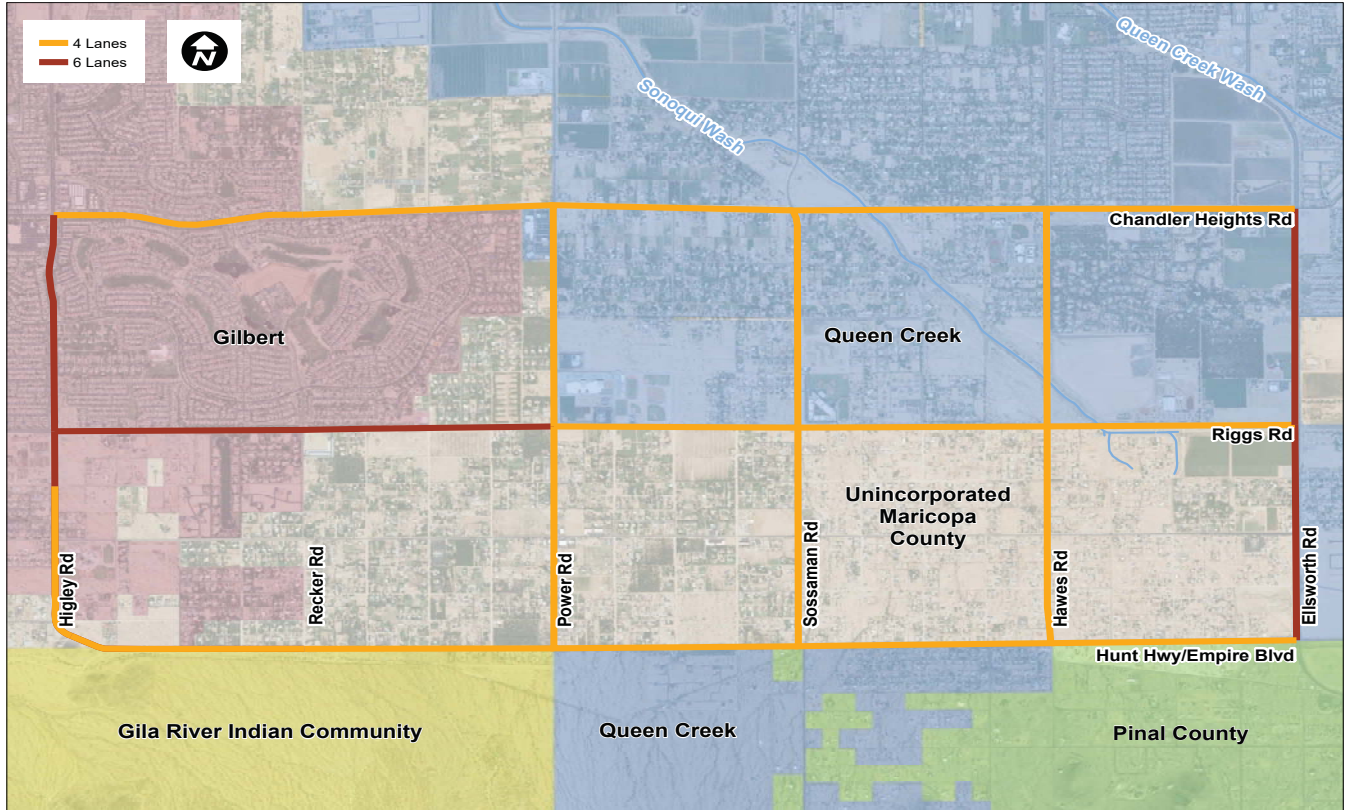 4 Lanes
6 Lanes
N
Queen Creek Wash
Sonoqui Wash
Chandler Heights Rd
Gilbert
Queen Creek
Riggs Rd
Unincorporated
Maricopa
County
Higley Rd
Recker Rd
Power Rd
Sossaman Rd
Hawes Rd
Ellsworth Rd
Hunt Hwy/Empire Blvd
Gila River Indian Community
Queen Creek
Pinal County